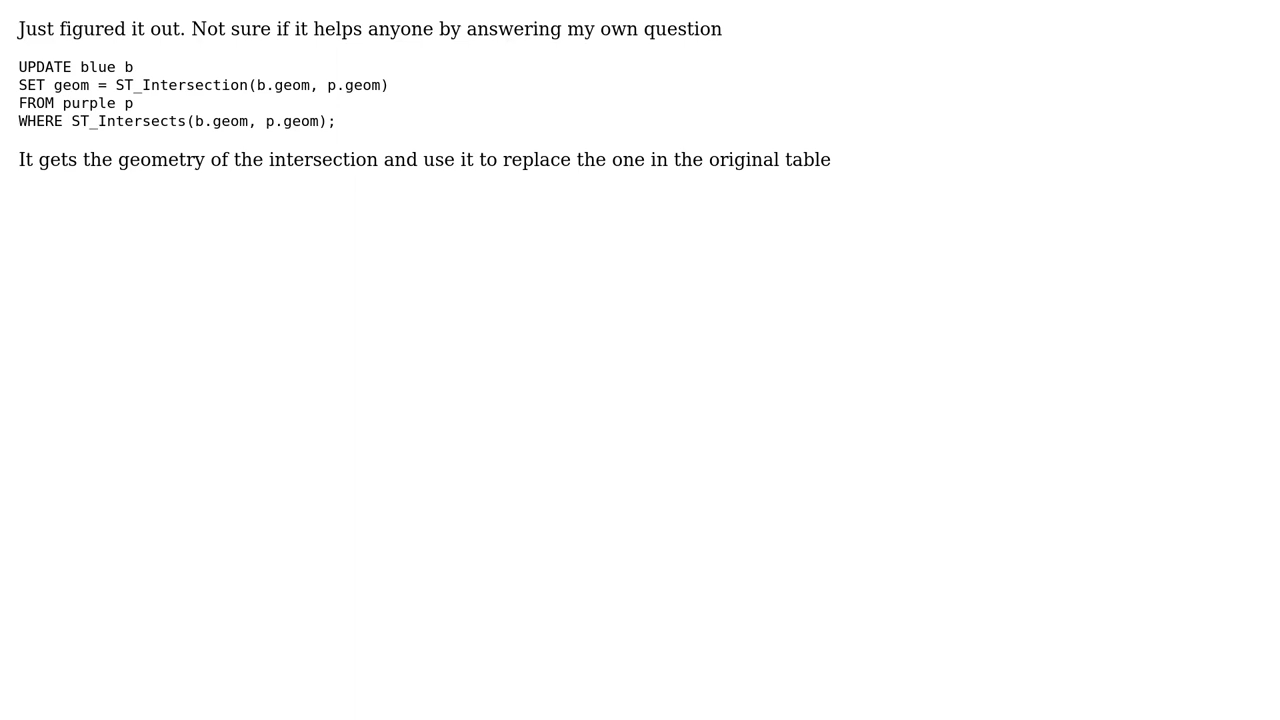 Just figured it out. Not sure if it helps anyone by answering my own question
UPDATE blue b
SET geom = ST_Intersection(b.geom, p.geom)
FROM purple p
WHERE ST_Intersects(b.geom, p.geom);
It gets the geometry of the intersection and use it to replace the one in the original table